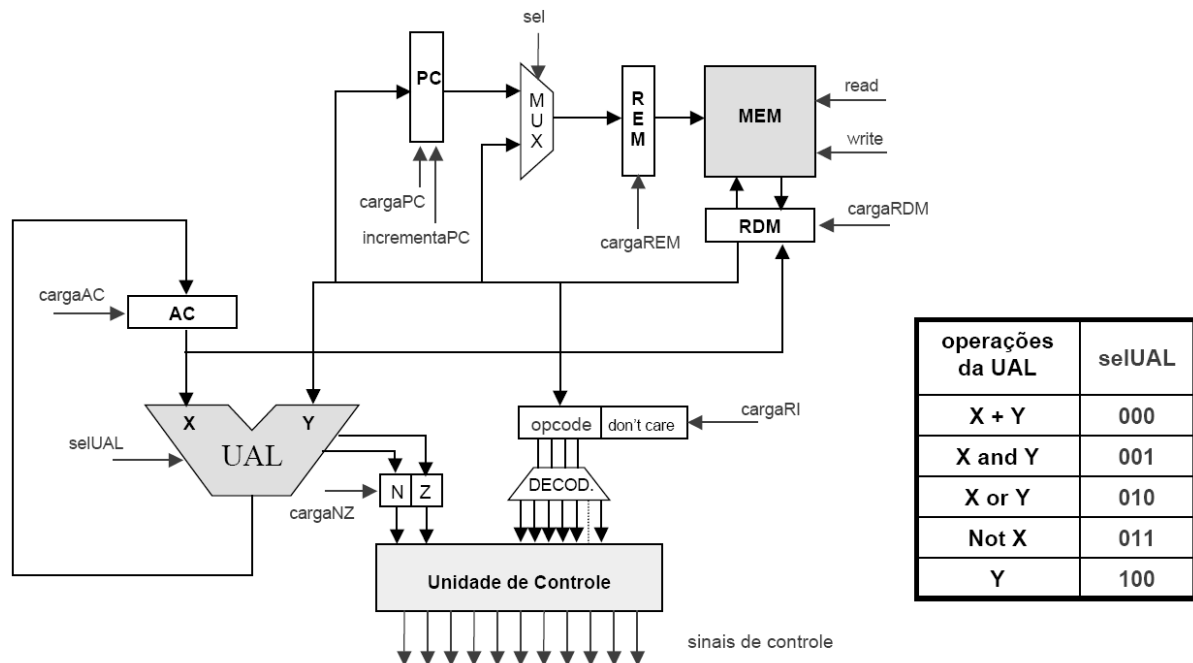 sel
PC
M
U
X
R
E
M
MEM
read
write
cargaPC
incrementaPC
cargaREM
RDM
cargaRDM
cargaAC
AC
X
Y
UAL
selUAL
N
Z
cargaNZ
opcode
don't care
cargaRI
DECOD.
Unidade de Controle
sinais de controle
operações da UAL
selUAL
X + Y
000
X and Y
001
X or Y
010
Not X
011
Y
100